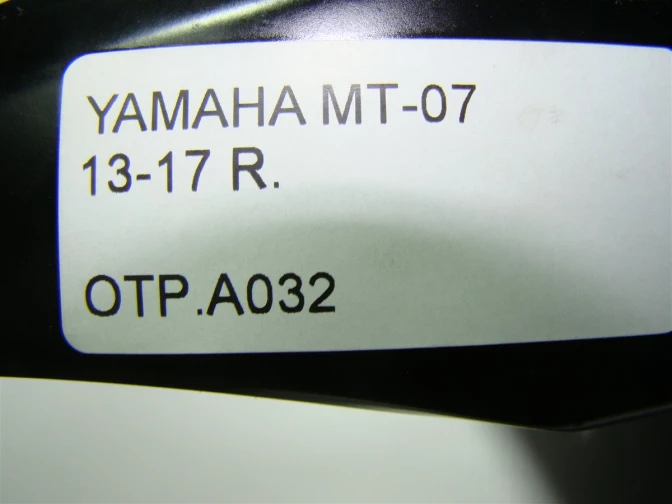 YAMAHA MT-07
13-17 R.
OTP.A032